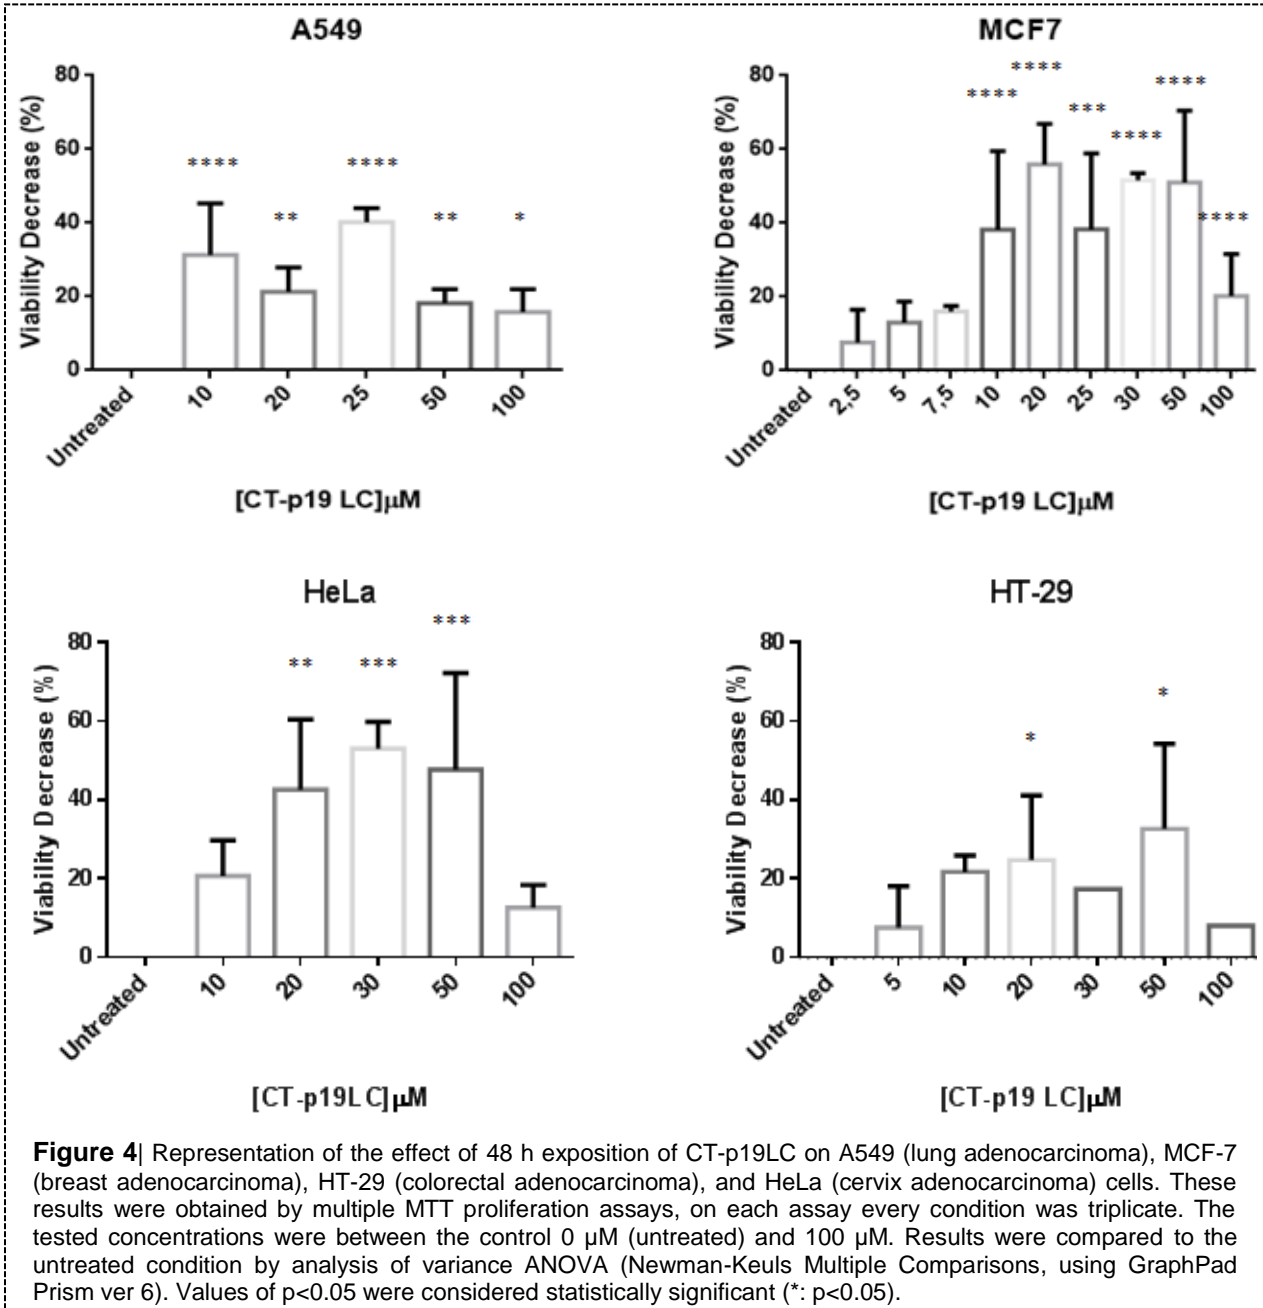 A549
Viability Decrease (%)
80
60
40
20
0
****
**
****
**
*
Untreated
10
20
25
50
100
[CT-p19 LC]µM
MCF7
Viability Decrease (%)
80
60
40
20
0
****
****
***
****
****
****
Untreated
2,5
5
7,5
10
20
25
30
50
100
[CT-p19 LC]µM
HeLa
Viability Decrease (%)
80
60
40
20
0
**
***
***
Untreated
10
20
30
50
100
[CT-p19LC]µM
HT-29
Viability Decrease (%)
80
60
40
20
0
*
*
Untreated
5
10
20
30
50
100
[CT-p19 LC]µM
Figure 4| Representation of the effect of 48 h exposition of CT-p19LC on A549 (lung adenocarcinoma), MCF-7
(breast adenocarcinoma), HT-29 (colorectal adenocarcinoma), and HeLa (cervix adenocarcinoma) cells. These
results were obtained by multiple MTT proliferation assays, on each assay every condition was triplicate. The
tested concentrations were between the control 0 µM (untreated) and 100 µM. Results were compared to the
untreated condition by analysis of variance ANOVA (Newman-Keuls Multiple Comparisons, using GraphPad
Prism ver 6). Values of p<0.05 were considered statistically significant (*: p<0.05).